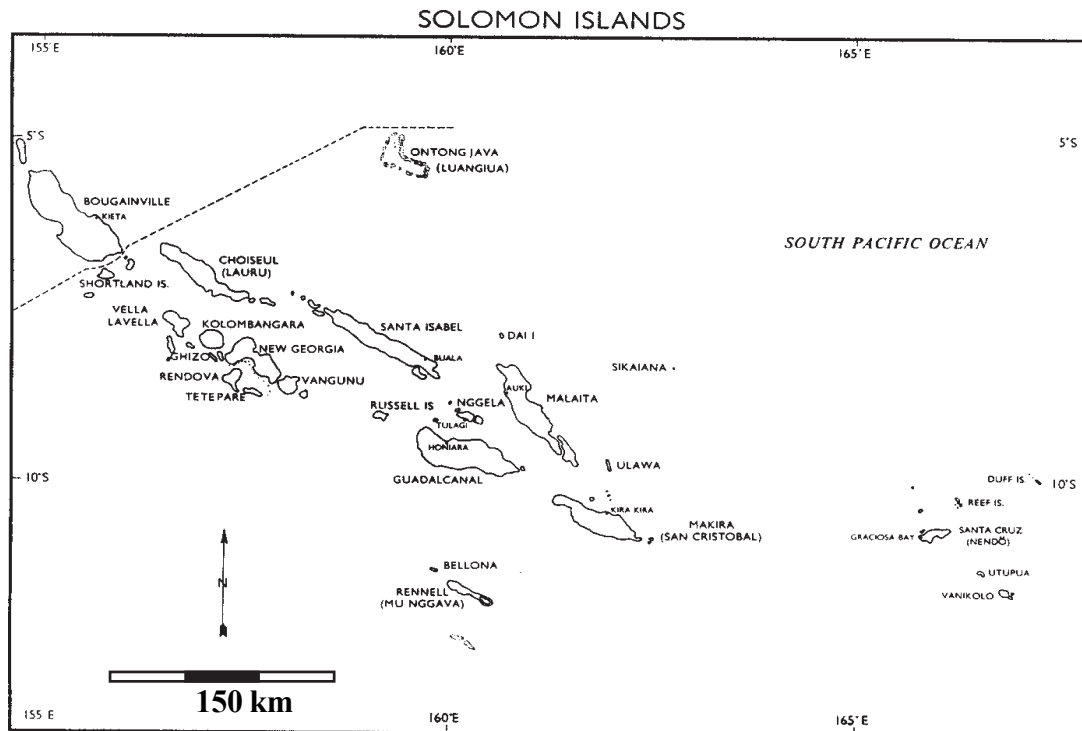 SOLOMON ISLANDS
155 E
160°E
165°E
5°S
5°S
ONTONG JAVA
(LUANGIUA)
BOUGAINVILLE
KIETA
SOUTH PACIFIC OCEAN
CHOISEUL
(LAURU)
SHORTLAND IS.
VELLA
LAVELLA
KOLOMBANGARA
SANTA ISABEL
DAI I
GHIZO
NEW GEORGIA
BUALA
SIKAIANA
RENDOVA
VANGUNU
AUKI
MALAITA
TETEPARE
RUSSELL IS
NGGELA
TULAGI
HONIARA
ULAWA
10°S
GUADALCANAL
DUFF IS.
10°S
REEF IS.
KIRA KIRA
MAKIRA
(SAN CRISTOBAL)
GRACIOSA BAY
SANTA CRUZ
(NENDÖ)
BELLONA
UTUPUA
N
RENNELL
(MU NGGAVA)
VANIKOLO
150 km
155 E
160°E
165°E